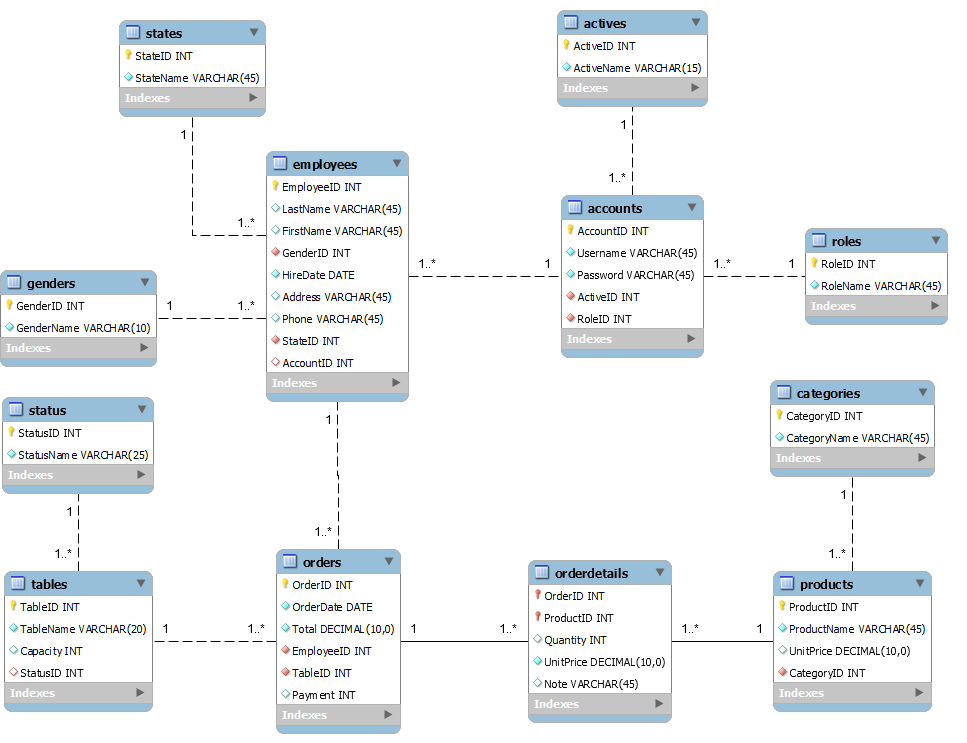 states
StateID INT
StateName VARCHAR(45)
Indexes
actives
ActiveID INT
ActiveName VARCHAR(15)
Indexes
1
1..*
1
1..*
employees
EmployeeID INT
LastName VARCHAR(45)
FirstName VARCHAR(45)
GenderID INT
HireDate DATE
Address VARCHAR(45)
Phone VARCHAR(45)
StateID INT
AccountID INT
Indexes
accounts
AccountID INT
Username VARCHAR(45)
Password VARCHAR(45)
ActiveID INT
RoleID INT
Indexes
1..*
1
1..*
1
roles
RoleID INT
RoleName VARCHAR(45)
Indexes
genders
GenderID INT
GenderName VARCHAR(10)
Indexes
1
1..*
status
StatusID INT
StatusName VARCHAR(25)
Indexes
1
1..*
1
1..*
categories
CategoryID INT
CategoryName VARCHAR(45)
Indexes
1
1..*
tables
TableID INT
TableName VARCHAR(20)
Capacity INT
StatusID INT
Indexes
1
1..*
orders
OrderID INT
OrderDate DATE
Total DECIMAL(10,0)
EmployeeID INT
TableID INT
Payment INT
Indexes
1
1..*
orderdetails
OrderID INT
ProductID INT
Quantity INT
UnitPrice DECIMAL(10,0)
Note VARCHAR(45)
Indexes
1..*
1
products
ProductID INT
ProductName VARCHAR(45)
UnitPrice DECIMAL(10,0)
CategoryID INT
Indexes